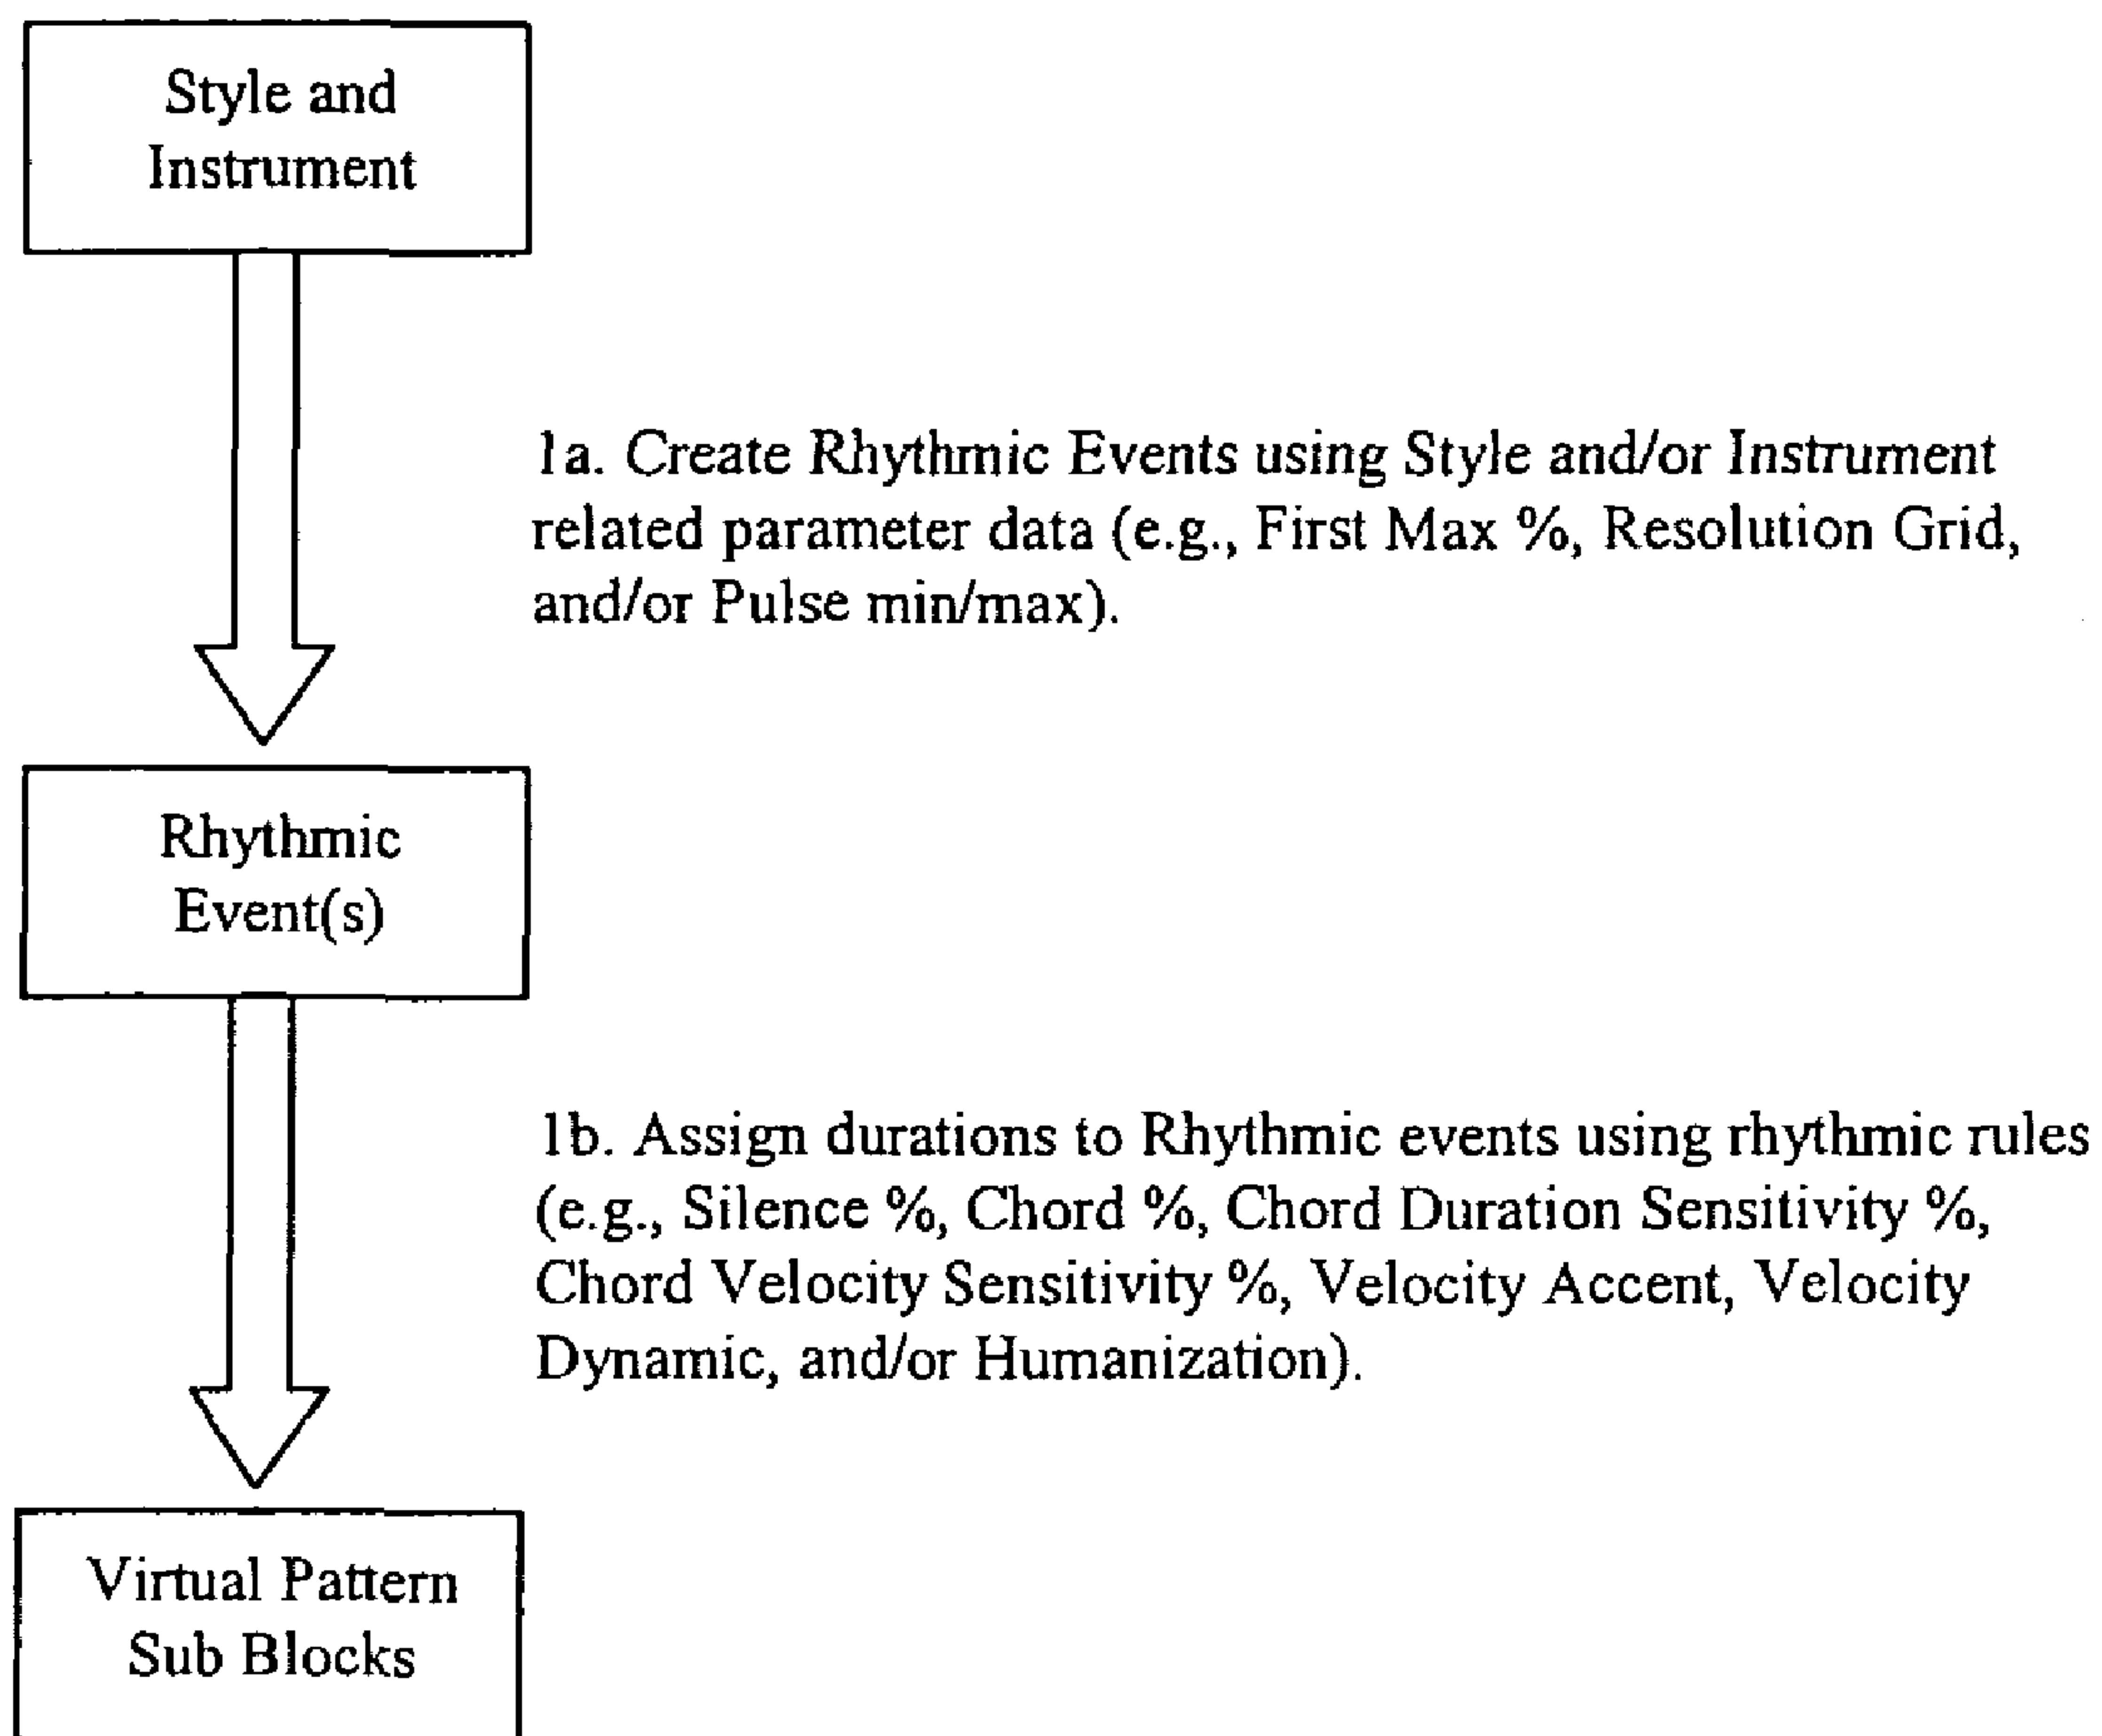 Style and
Instrument
1a. Create Rhythmic Events using Style and/or Instrument
related parameter data (e.g., First Max %, Resolution Grid,
and/or Pulse min/max).
Rhythmic
Event(s)
1b. Assign durations to Rhythmic events using rhythmic rules
(e.g., Silence %, Chord %, Chord Duration Sensitivity %,
Chord Velocity Sensitivity %, Velocity Accent, Velocity
Dynamic, and/or Humanization).
Virtual Pattern
Sub Blocks